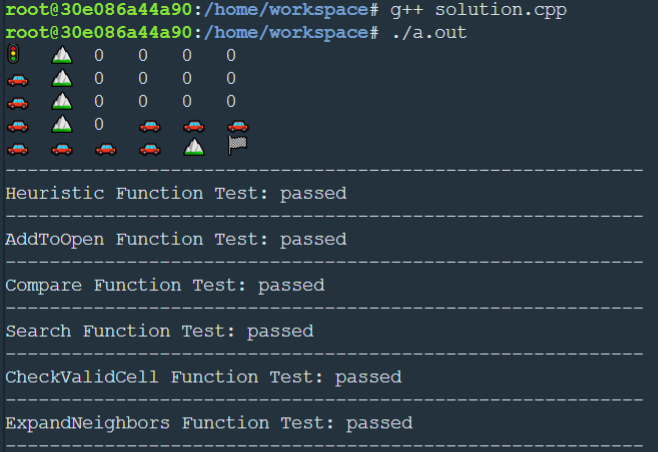 root@30e086a44a90:/home/workspace# g++ solution.cpp
root@30e086a44a90:/home/workspace# ./a.out
🚦 ⛰️ 0 0 0 0
🚗 ⛰️ 0 0 0 0
🚗 ⛰️ 0 0 0 0
🚗 ⛰️ 0 🚗 🚗 🚗
🚗 🚗 🚗 🚗 ⛰️ 🏁
----------------------------------------------------------
Heuristic Function Test: passed
----------------------------------------------------------
AddToOpen Function Test: passed
----------------------------------------------------------
Compare Function Test: passed
----------------------------------------------------------
Search Function Test: passed
----------------------------------------------------------
CheckValidCell Function Test: passed
----------------------------------------------------------
ExpandNeighbors Function Test: passed
----------------------------------------------------------